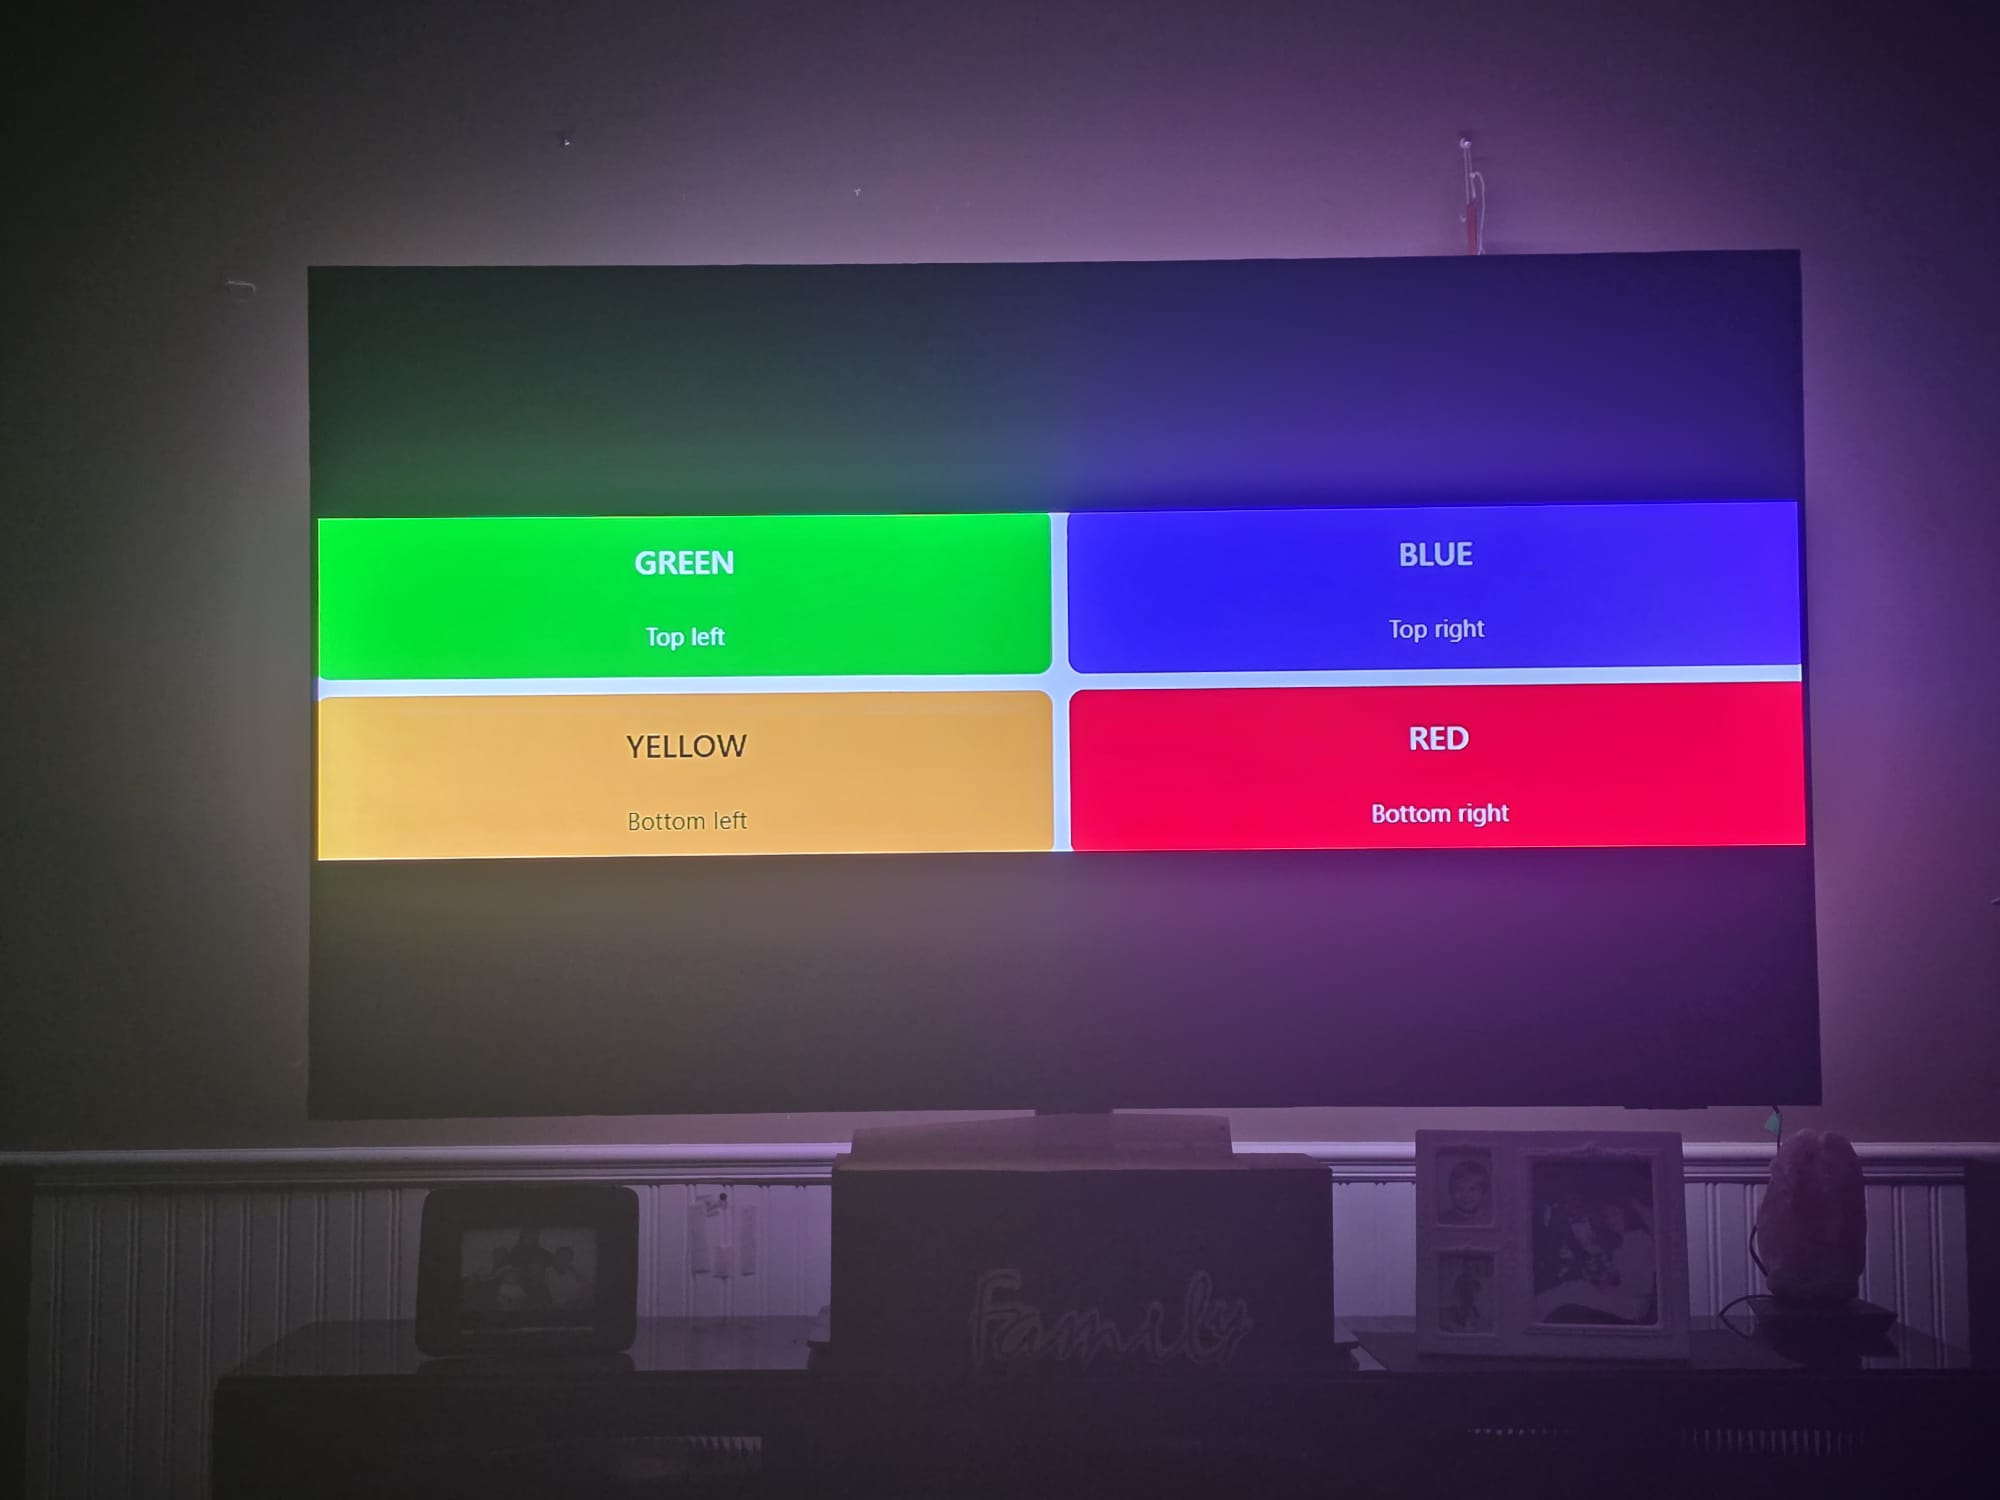 GREEN
Top left
BLUE
Top right
YELLOW
Bottom left
RED
Bottom right
Family